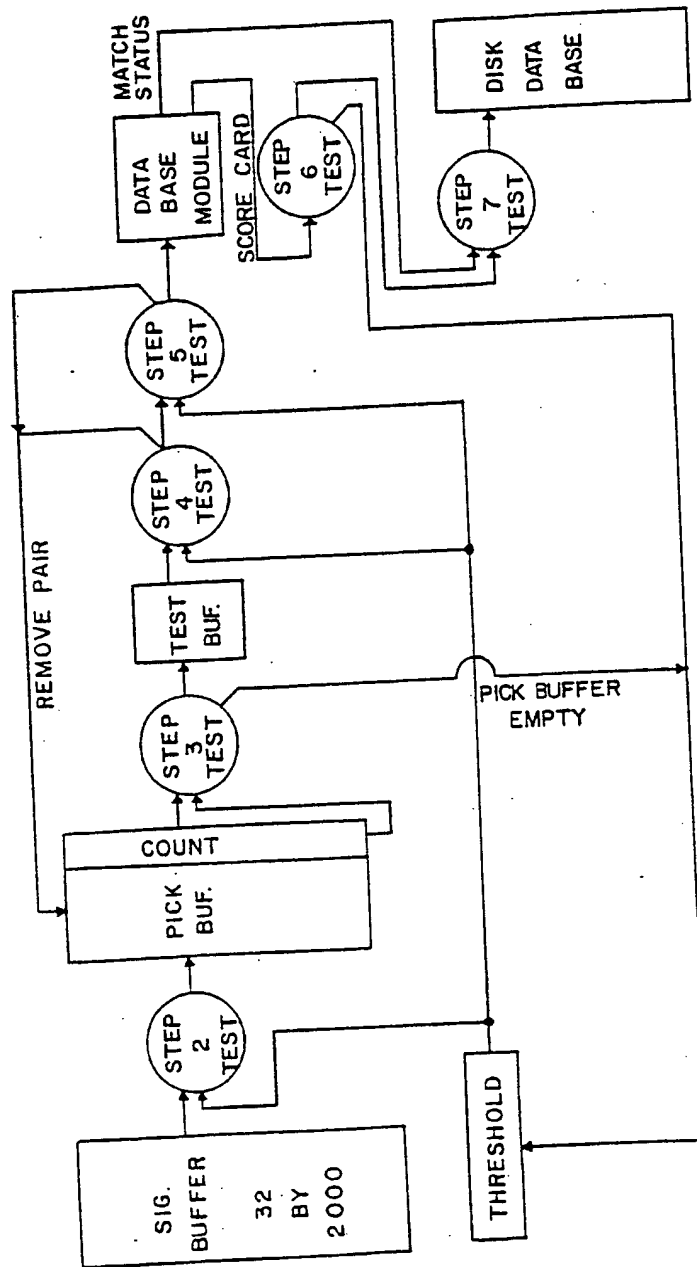 SIG.
BUFFER
32
BY
2000
STEP
2
TEST
PICK
BUF.
COUNT
REMOVE PAIR
STEP
3
TEST
TEST
BUF.
STEP
4
TEST
STEP
5
TEST
DATA
BASE
MODULE
MATCH
STATUS
SCORE CARD
STEP
6
TEST
STEP
7
TEST
DISK
DATA
BASE
THRESHOLD
PICK BUFFER
EMPTY